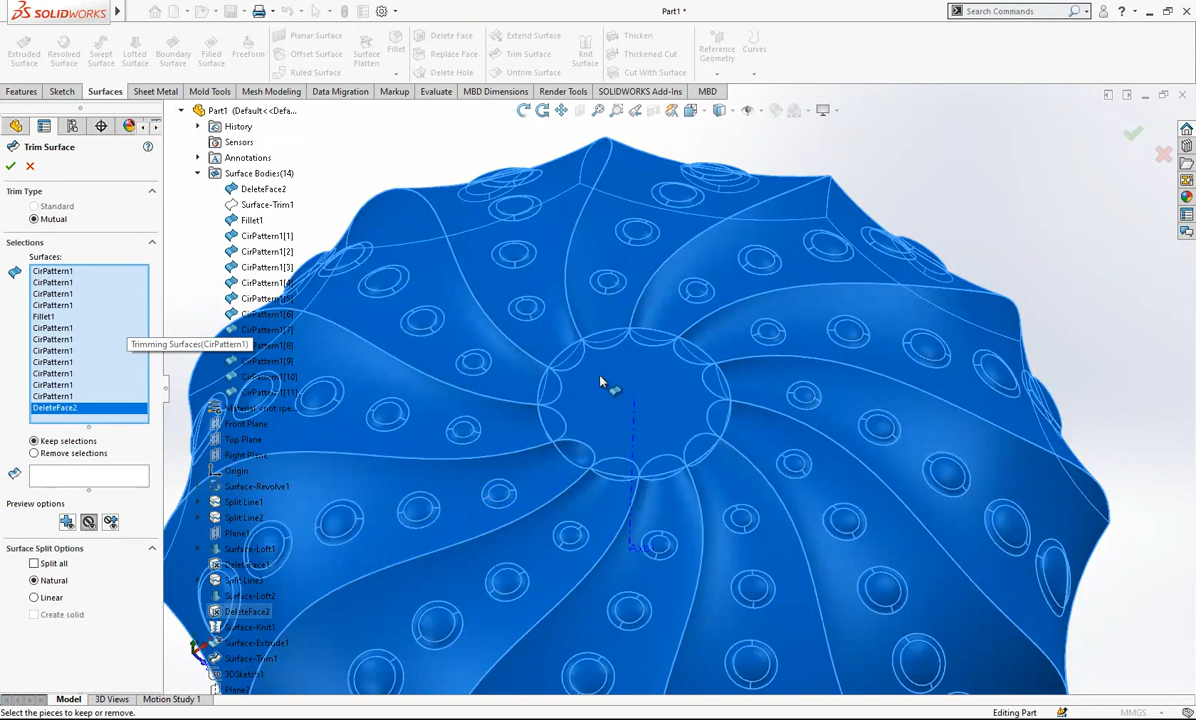 SOLIDWORKS
Part1 *
Search Commands
Extruded Surface
Revolved Surface
Swept Surface
Lofted Surface
Boundary Surface
Filled Surface
Freeform
Planar Surface
Offset Surface
Ruled Surface
Surface Flatten
Fillet
Delete Face
Replace Face
Delete Hole
Extend Surface
Trim Surface
Untrim Surface
Knit Surface
Thicken
Thickened Cut
Cut With Surface
Reference Geometry
Curves
Features
Sketch
Surfaces
Sheet Metal
Mold Tools
Mesh Modeling
Data Migration
Markup
Evaluate
MBD Dimensions
Render Tools
SOLIDWORKS Add-Ins
MBD
Trim Surface
Trim Type
Standard
Mutual
Selections
Surfaces:
CirPattern1
CirPattern1
CirPattern1
CirPattern1
Fillet1
CirPattern1
CirPattern1
CirPattern1
CirPattern1
CirPattern1
CirPattern1
CirPattern1
DeleteFace2
Trimming Surfaces(CirPattern1)
Keep selections
Remove selections
Preview options
Surface Split Options
Split all
Natural
Linear
Create solid
Part1 (Default<<Defa...
History
Sensors
Annotations
Surface Bodies(14)
DeleteFace2
Surface-Trim1
Fillet1
CirPattern1[1]
CirPattern1[2]
CirPattern1[3]
CirPattern1[4]
CirPattern1[5]
CirPattern1[6]
CirPattern1[7]
CirPattern1[9]
CirPattern1[10]
CirPattern1[11]
Front Plane
Top Plane
Right Plane
Origin
Surface-Revolve1
Split Line1
Split Line2
Plane1
Surface-Loft1
Surface-Loft2
DeleteFace2
Surface-Knit1
Surface-Extrude1
Surface-Trim1
3DSketch1
Model
3D Views
Motion Study 1
Select the pieces to keep or remove.
Editing Part
MMGS